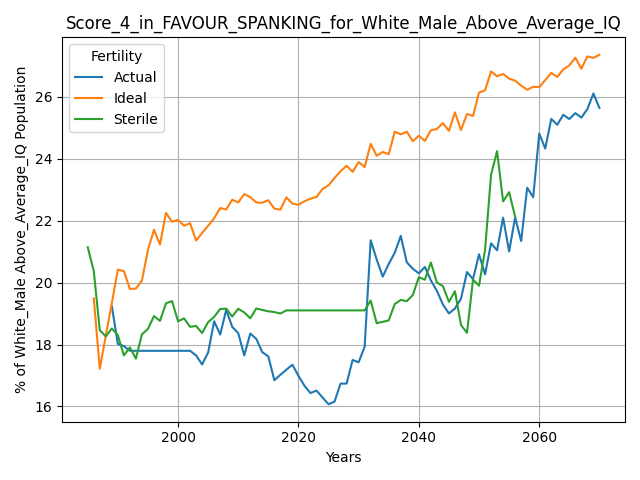 Score_4_in_FAVOUR_SPANKING_for_White_Male_Above_Average_IQ
Fertility
Actual
Ideal
Sterile
% of White_Male Above_Average_IQ Population
26
24
22
20
18
16
2000 2020 2040 2060
Years